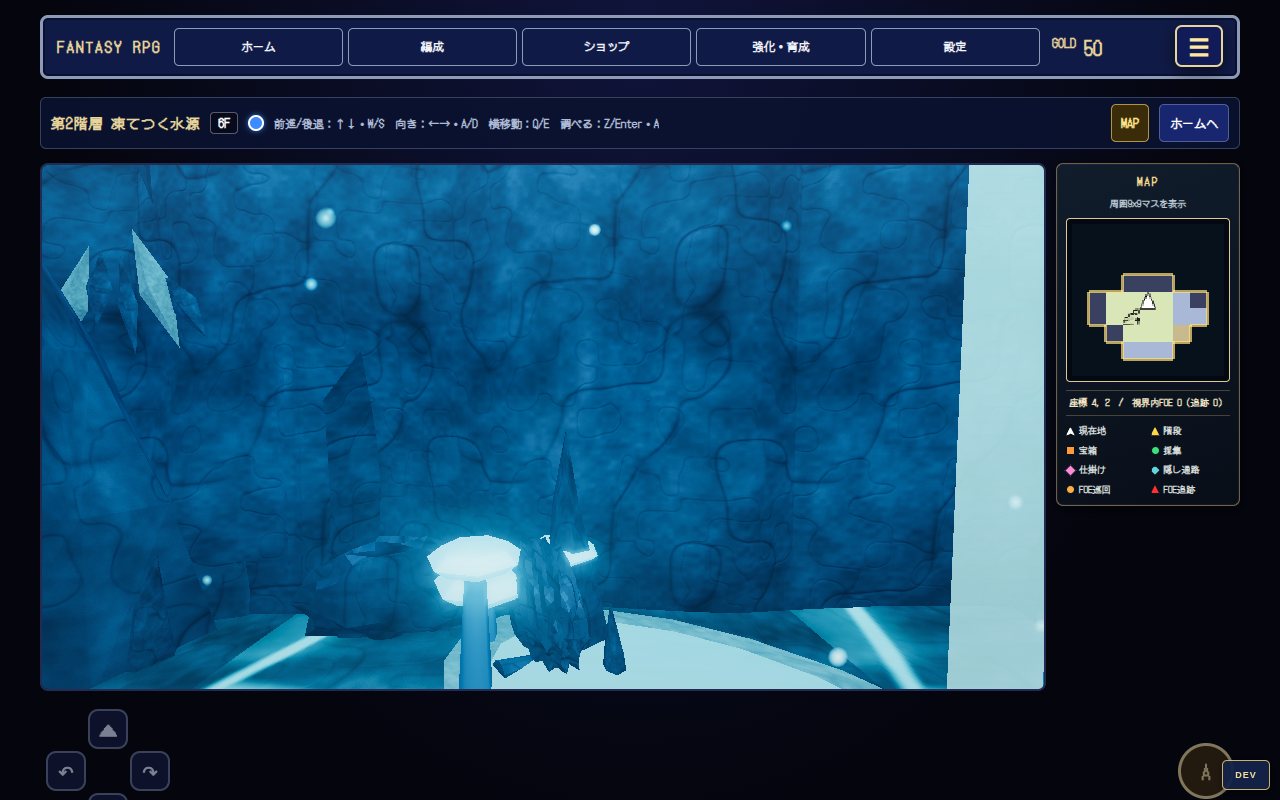 FANTASY RPG
ホーム
編成
ショップ
強化・育成
設定
GOLD 50
第2階層 凍てつく水源
6F
前進/後退：↑↓・W/S 向き：←→・A/D 横移動：Q/E 調べる：Z/Enter・A
MAP
ホームへ
MAP
周囲9x9マスを表示
座標 4, 2 / 視界内FOE 0（追跡 0）
現在地
階段
宝箱
採集
仕掛け
隠し通路
FOE巡回
FOE追跡
A
DEV